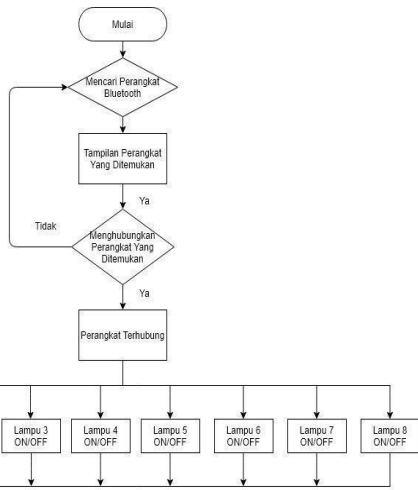 Mulai
Mencari Perangkat
Bluetooth
Tampilan Perangkat
Yang Ditemukan
Ya
Tidak
Menghubungkan
Perangkat Yang
Ditemukan
Ya
Perangkat Terhubung
Lampu 3
ON/OFF
Lampu 4
ON/OFF
Lampu 5
ON/OFF
Lampu 6
ON/OFF
Lampu 7
ON/OFF
Lampu 8
ON/OFF